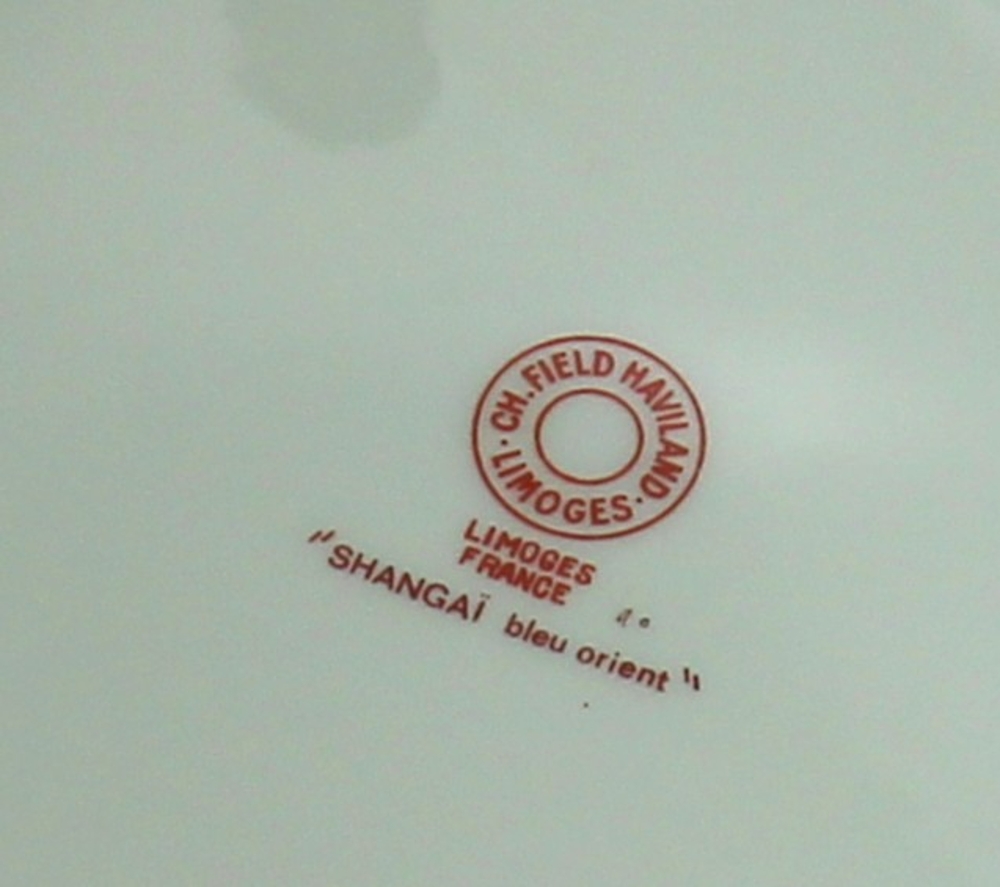 CH. FIELD HAVILAND
· LIMOGES ·
LIMOGES
FRANCE
"SHANGAÏ bleu orient"